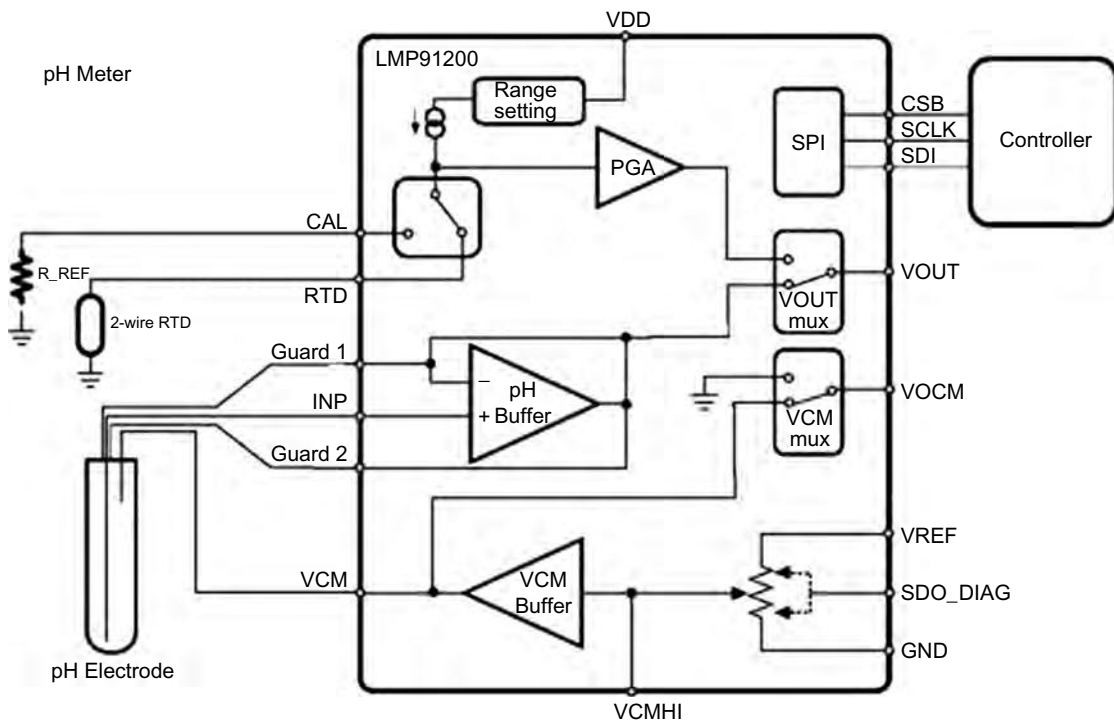 VDD
pH Meter
LMP91200
Range
setting
PGA
SPI
CSB
SCLK
SDI
Controller
CAL
R_REF
RTD
2-wire RTD
VOUT
VOUT
mux
Guard 1
–
pH
INP
+ Buffer
Guard 2
VOCM
VCM
mux
VREF
VCM
VCM
Buffer
SDO_DIAG
GND
pH Electrode
VCMHI